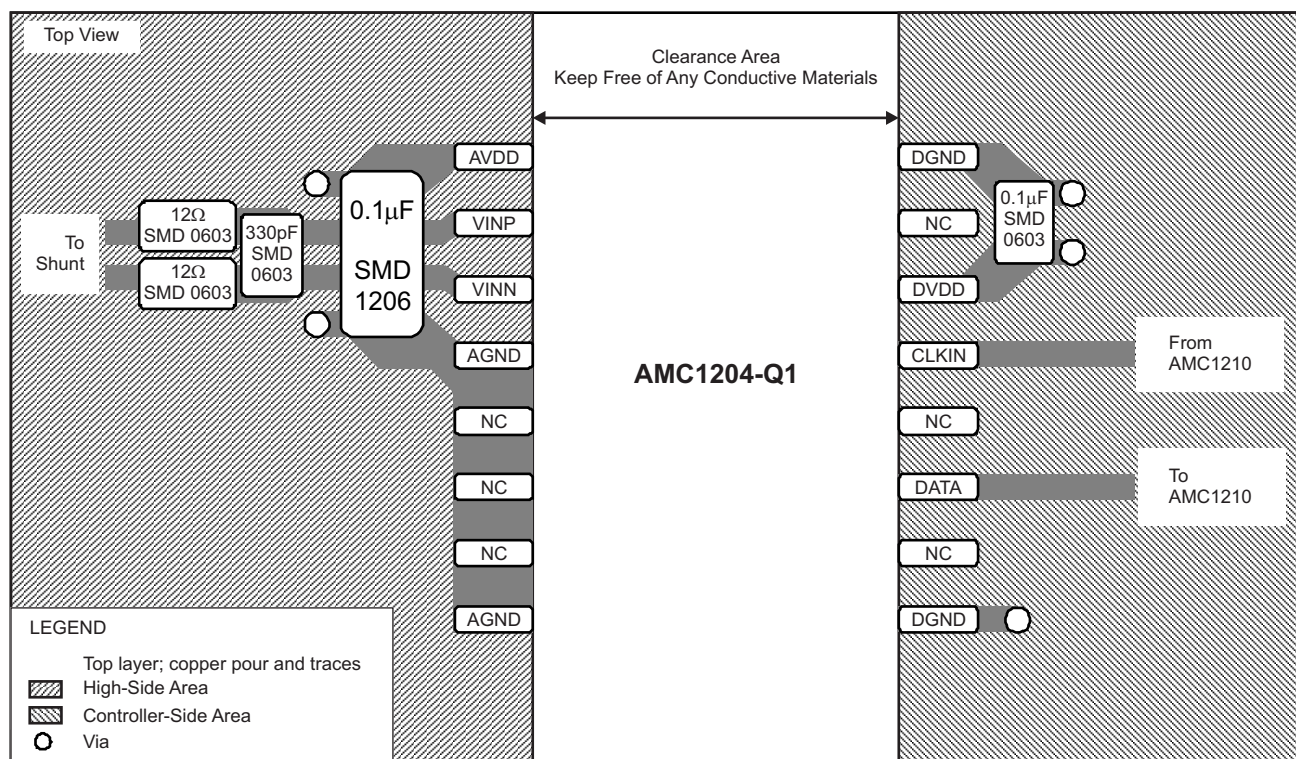 Top View
Clearance Area
Keep Free of Any Conductive Materials
AVDD
VINP
VINN
AGND
NC
NC
NC
AGND
0.1μF
SMD
1206
330pF
SMD
0603
12Ω
SMD 0603
12Ω
SMD 0603
To
Shunt
AMC1204-Q1
DGND
NC
DVDD
CLKIN
NC
DATA
NC
DGND
0.1μF
SMD
0603
From
AMC1210
To
AMC1210
LEGEND
Top layer; copper pour and traces
High-Side Area
Controller-Side Area
Via